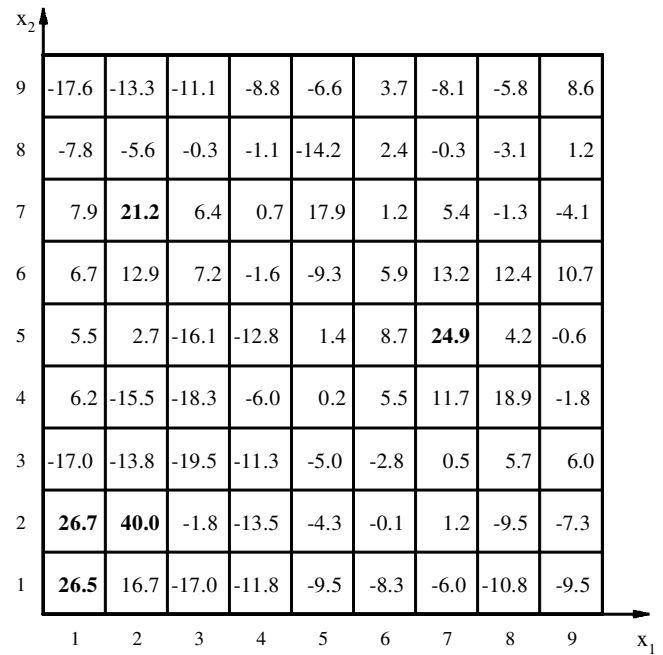 x2
9 -17.6 -13.3 -11.1 -8.8 -6.6 3.7 -8.1 -5.8 8.6
8 -7.8 -5.6 -0.3 -1.1 -14.2 2.4 -0.3 -3.1 1.2
7 7.9 21.2 6.4 0.7 17.9 1.2 5.4 -1.3 -4.1
6 6.7 12.9 7.2 -1.6 -9.3 5.9 13.2 12.4 10.7
5 5.5 2.7 -16.1 -12.8 1.4 8.7 24.9 4.2 -0.6
4 6.2 -15.5 -18.3 -6.0 0.2 5.5 11.7 18.9 -1.8
3 -17.0 -13.8 -19.5 -11.3 -5.0 -2.8 0.5 5.7 6.0
2 26.7 40.0 -1.8 -13.5 -4.3 -0.1 1.2 -9.5 -7.3
1 26.5 16.7 -17.0 -11.8 -9.5 -8.3 -6.0 -10.8 -9.5
1 2 3 4 5 6 7 8 9 x1